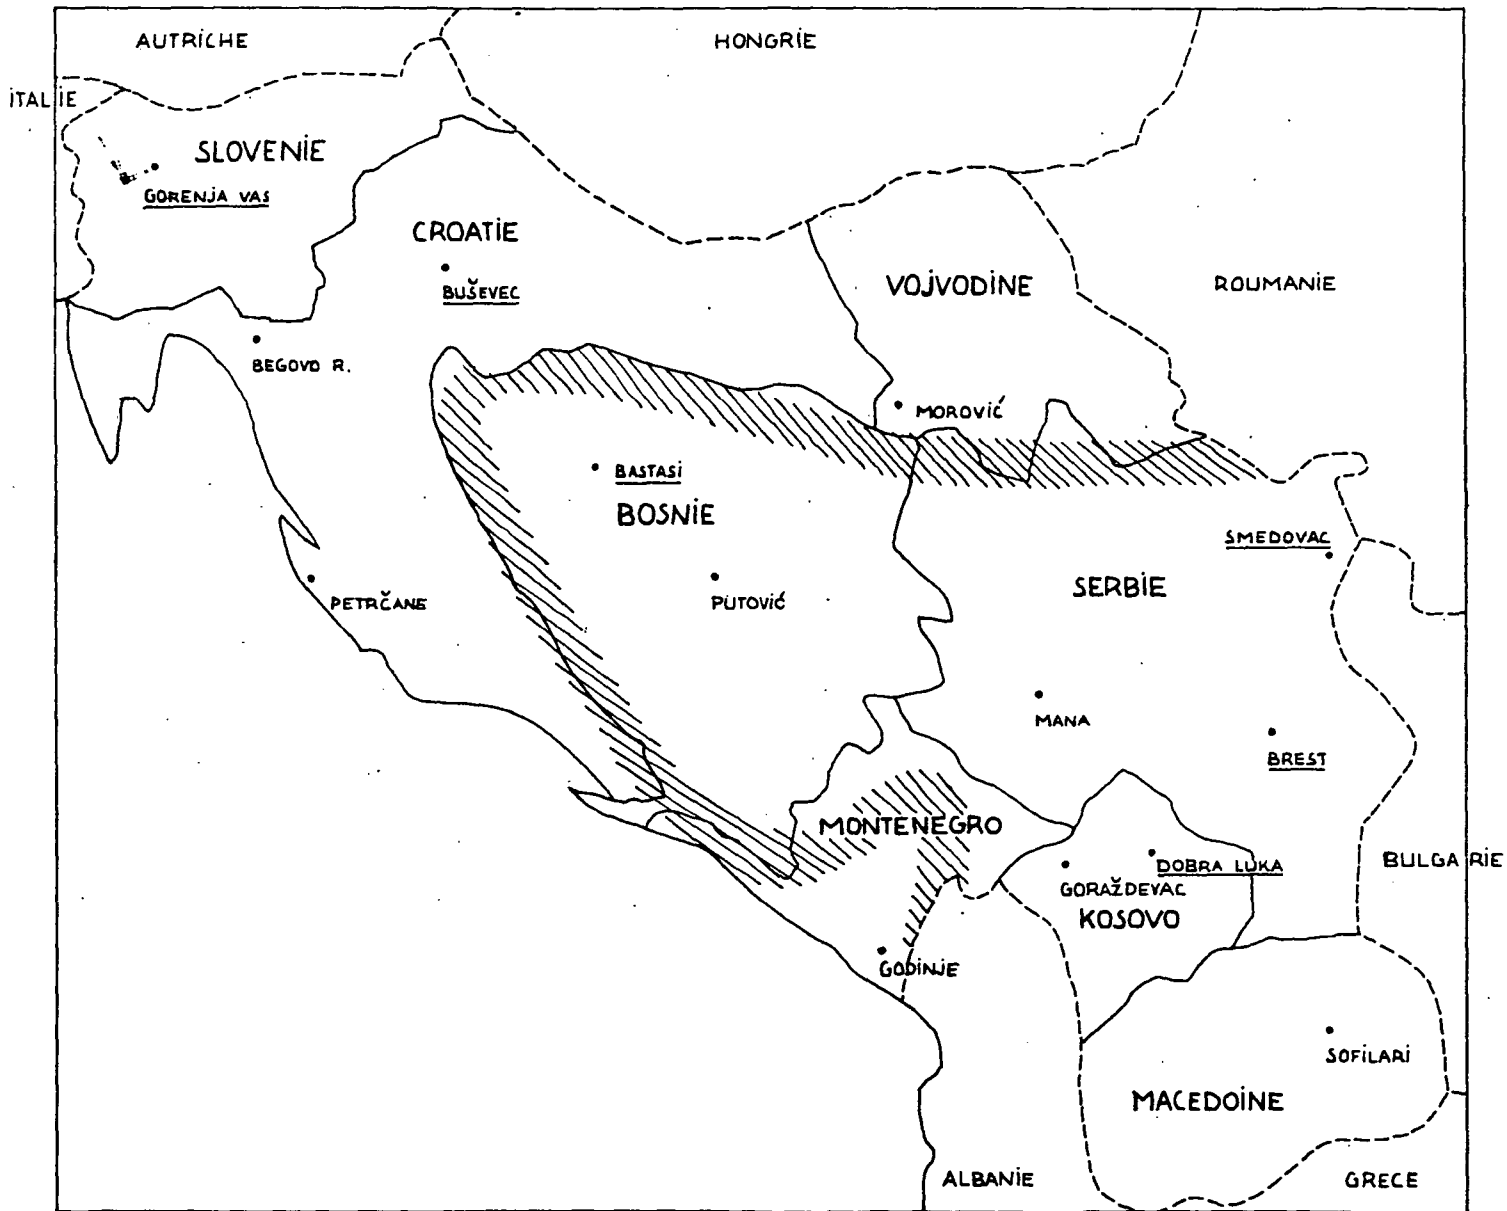 AUTRICHE
HONGRIE
ITALIE
SLOVENIE
GORENJA VAS
CROATIE
BUŠEVEC
VOJVODINE
ROUMANIE
BEGOVO R.
MOROVIĆ
BASTASI
BOSNIE
SMEDOVAC
SERBIE
PETRČANE
PUTOVIĆ
MANA
BREST
MONTENEGRO
DOBRA LUKA
BULGARIE
GORAŽDEVAC
KOSOVO
GODINJE
SOFILARI
MACEDOINE
ALBANIE
GRECE